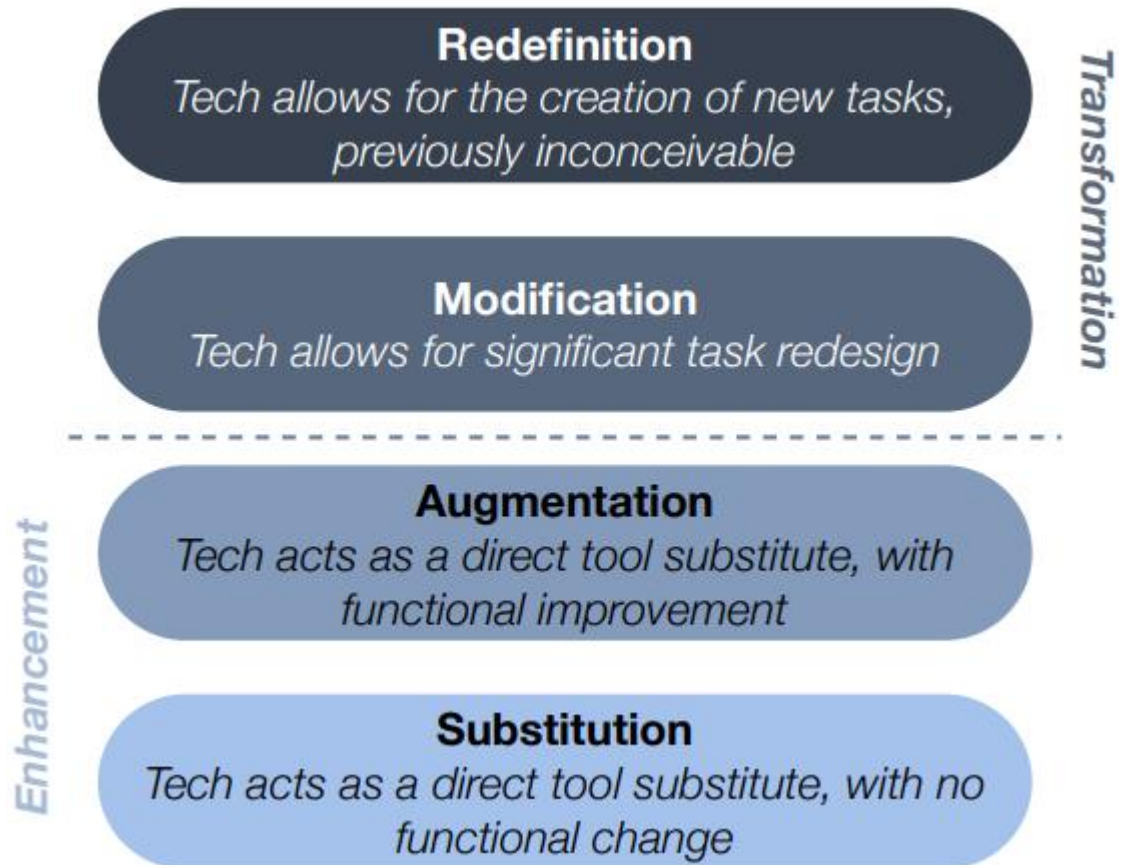 Redefinition
Tech allows for the creation of new tasks,
previously inconceivable
Transformation
Modification
Tech allows for significant task redesign
Augmentation
Tech acts as a direct tool substitute, with
functional improvement
Enhancement
Substitution
Tech acts as a direct tool substitute, with no
functional change